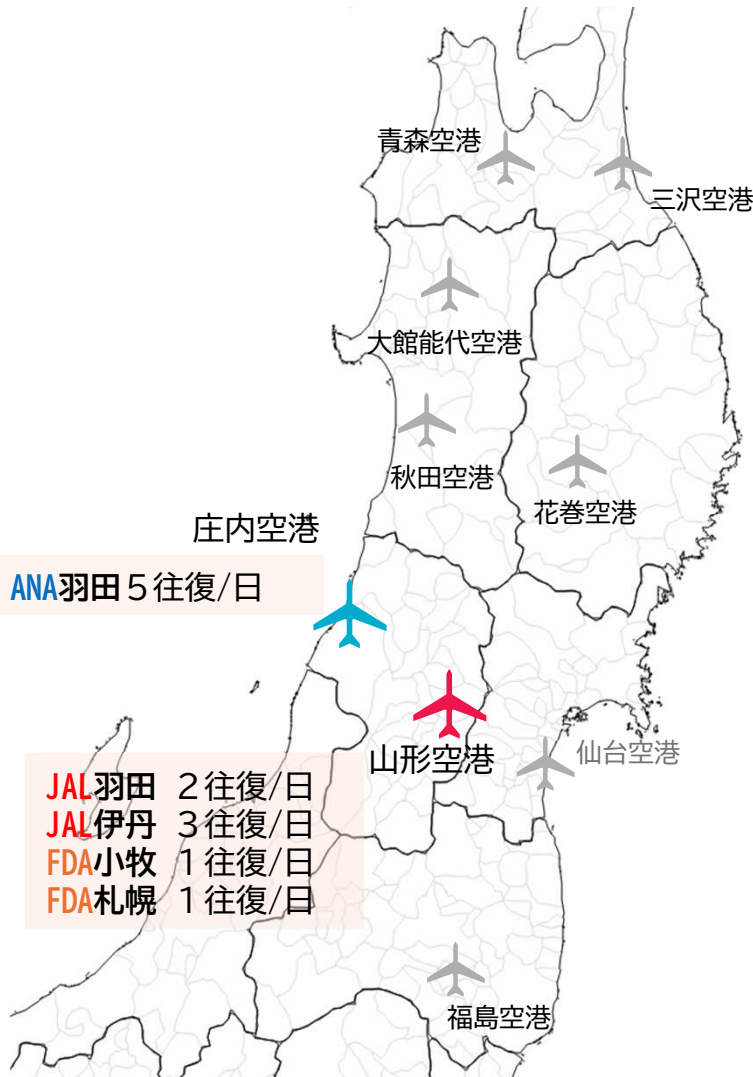 青森空港
三沢空港
大館能代空港
秋田空港
花巻空港
庄内空港
ANA羽田５往復/日
仙台空港
山形空港
JAL羽田 ２往復/日
JAL伊丹 ３往復/日
FDA小牧 １往復/日
FDA札幌 １往復/日
福島空港